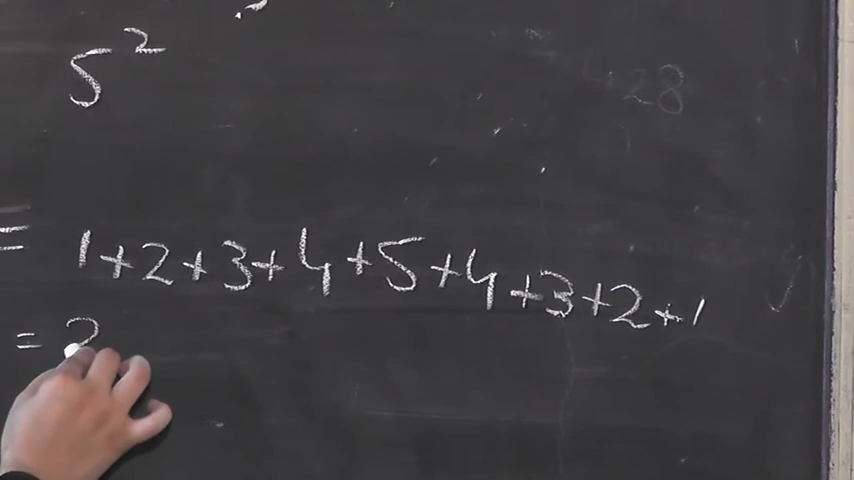 5²
= 1+2+3+4+5+4+3+2+1
= 2